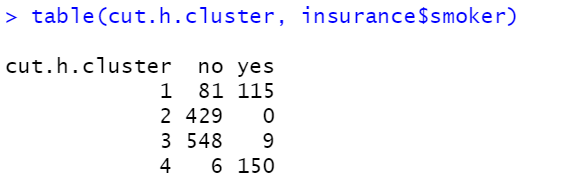 > table(cut.h.cluster, insurance$smoker)
cut.h.cluster no yes
1 81 115
2 429 0
3 548 9
4 6 150